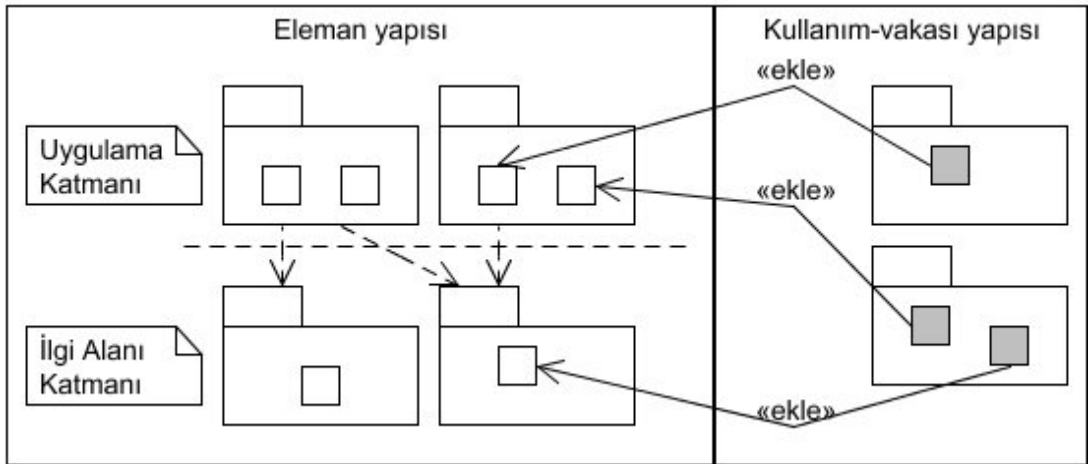 Eleman yapısı
Kullanım-vakası yapısı
«ekle»
Uygulama
Katmanı
«ekle»
İlgi Alanı
Katmanı
«ekle»